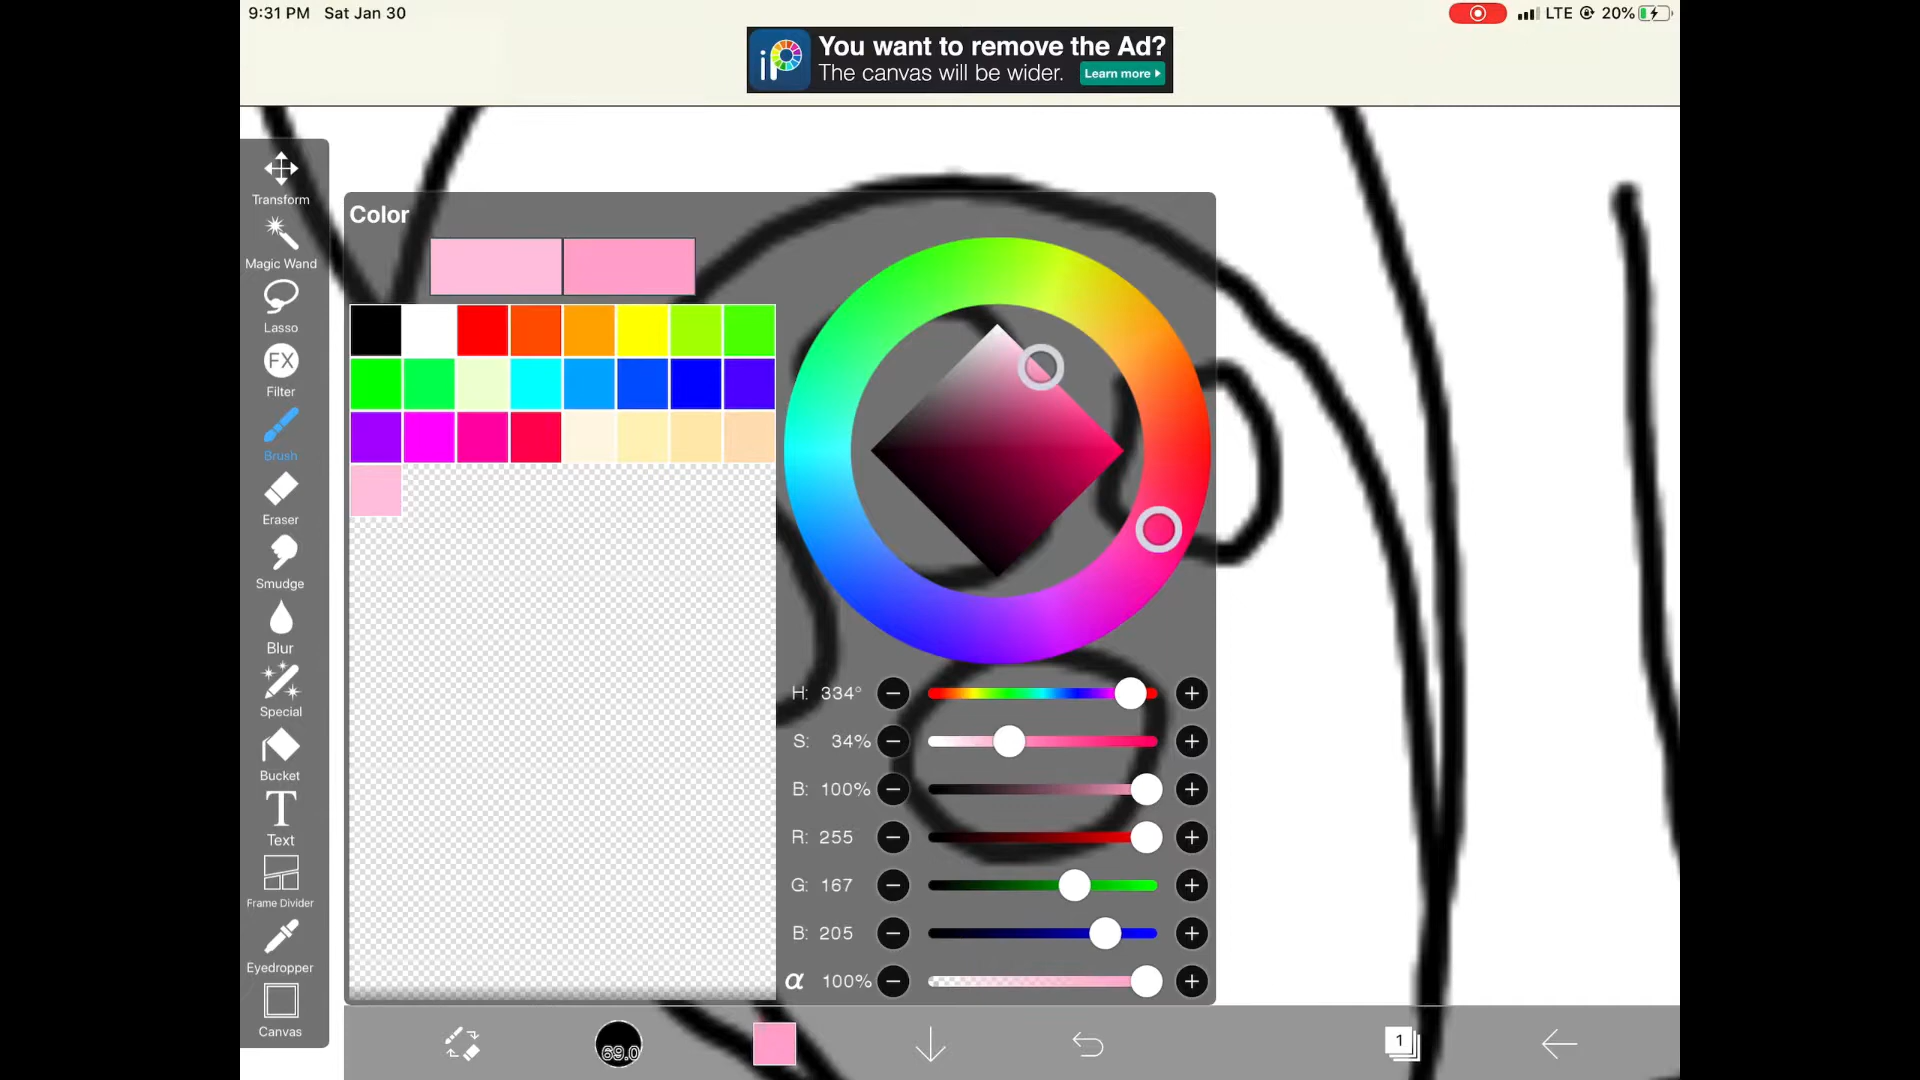 9:31 PM Sat Jan 30
LTE 20%
You want to remove the Ad?
iP
The canvas will be wider. Learn more
Transform
Magic Wand
Lasso
FX
Filter
Brush
Eraser
Smudge
Blur
Special
Bucket
T
Text
Frame Divider
Eyedropper
Canvas
Color
H: 334°
S: 34%
B: 100%
R: 255
G: 167
B: 205
α 100%
69.0
1